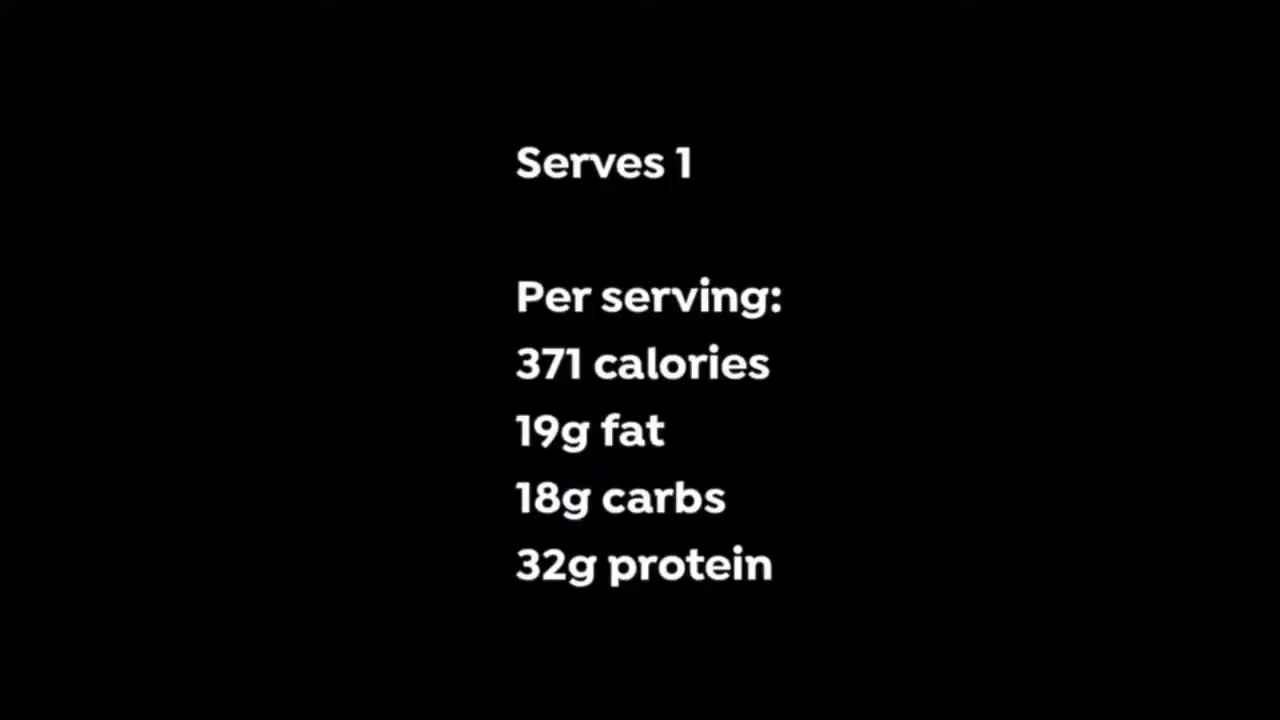 Serves 1
Per serving:
371 calories
19g fat
18g carbs
32g protein